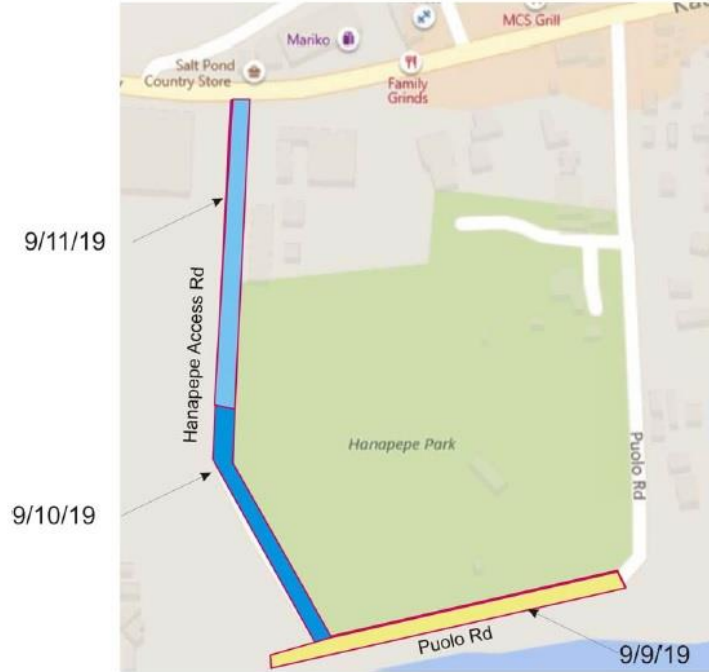 MCS Grill
Mariko
Salt Pond
Country Store
Family
Grinds
9/11/19
Hanapepe Access Rd
Hanapepe Park
Puolo Rd
9/10/19
Puolo Rd
9/9/19